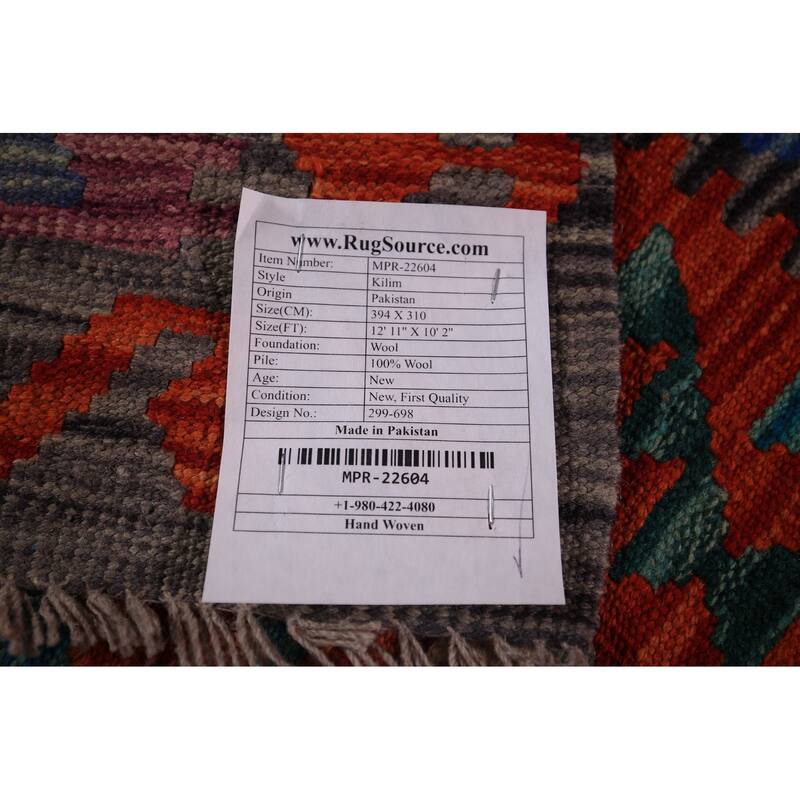 www.RugSource.com
Item Number: MPR-22604
Style Kilim
Origin Pakistan
Size(CM): 394 X 310
Size(FT): 12' 11" X 10' 2"
Foundation: Wool
Pile: 100% Wool
Age: New
Condition: New, First Quality
Design No.: 299-698
Made in Pakistan
MPR-22604
+1-980-422-4080
Hand Woven